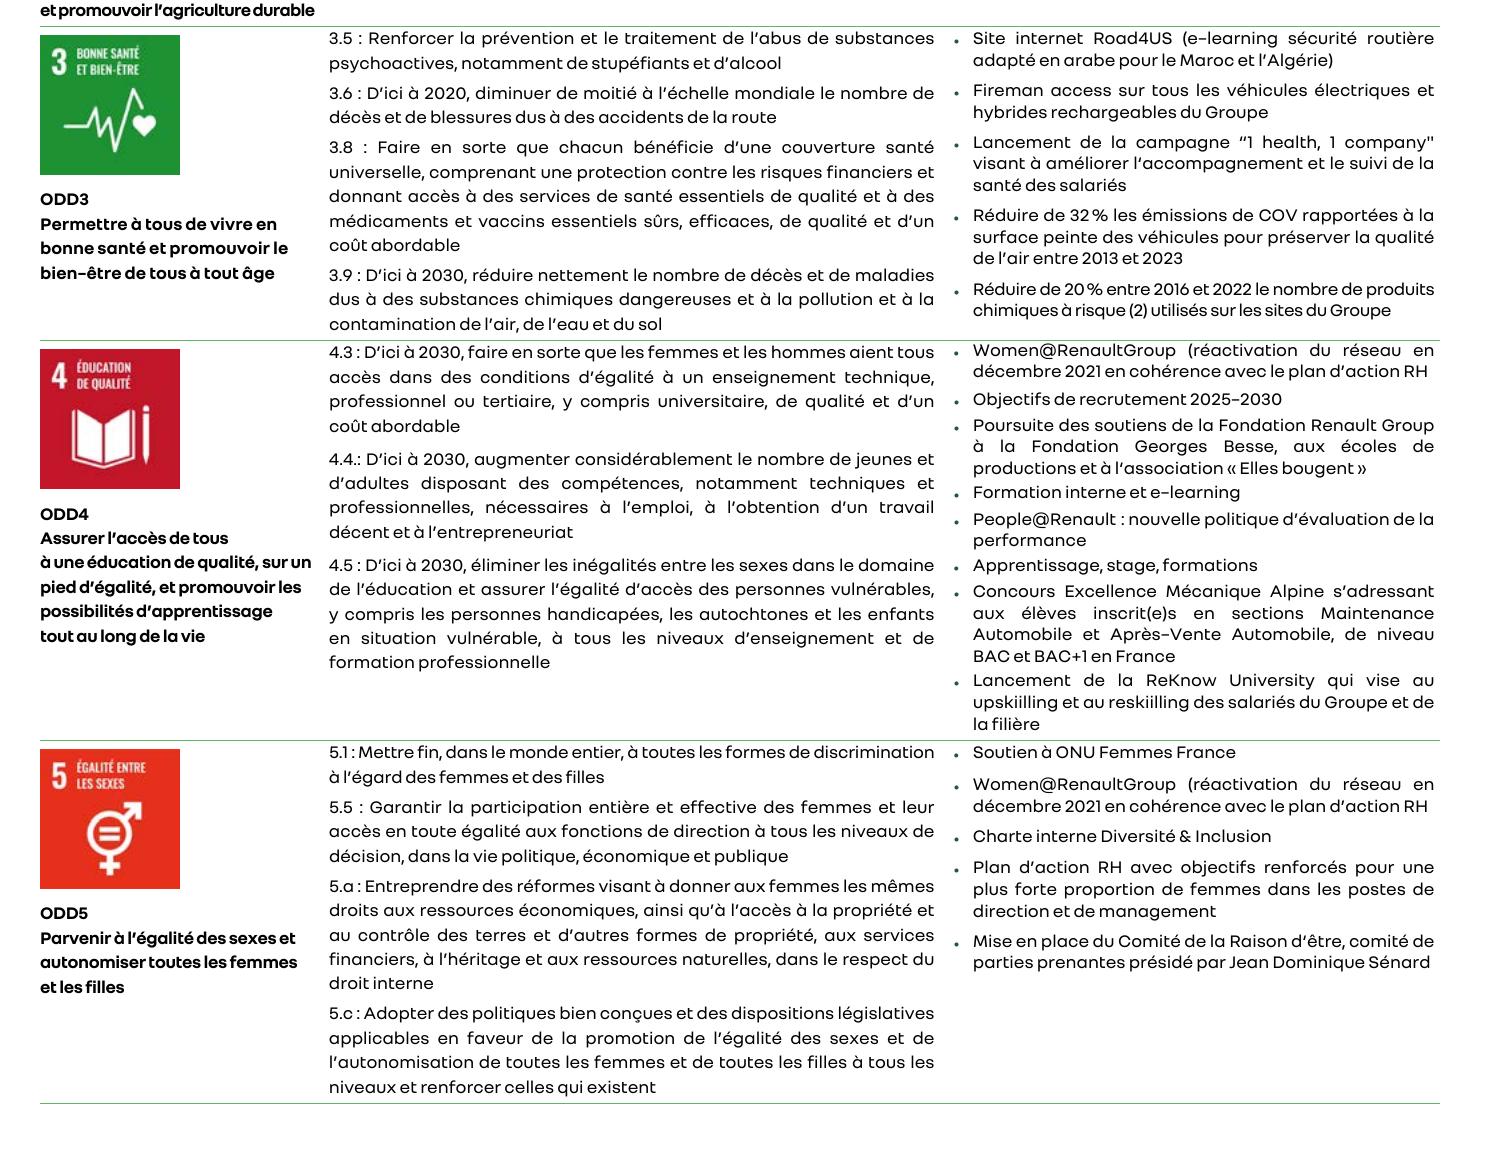 et promouvoir l’agriculture durable
3 BONNE SANTÉ
ET BIEN-ÊTRE
ODD3
Permettre à tous de vivre en
bonne santé et promouvoir le
bien-être de tous à tout âge
3.5 : Renforcer la prévention et le traitement de l’abus de substances
psychoactives, notamment de stupéfiants et d’alcool
3.6 : D’ici à 2020, diminuer de moitié à l’échelle mondiale le nombre de
décès et de blessures dus à des accidents de la route
3.8 : Faire en sorte que chacun bénéficie d’une couverture santé
universelle, comprenant une protection contre les risques financiers et
donnant accès à des services de santé essentiels de qualité et à des
médicaments et vaccins essentiels sûrs, efficaces, de qualité et d’un
coût abordable
3.9 : D’ici à 2030, réduire nettement le nombre de décès et de maladies
dus à des substances chimiques dangereuses et à la pollution et à la
contamination de l’air, de l’eau et du sol
• Site internet Road4US (e-learning sécurité routière
adapté en arabe pour le Maroc et l’Algérie)
• Fireman access sur tous les véhicules électriques et
hybrides rechargeables du Groupe
• Lancement de la campagne “1 health, 1 company"
visant à améliorer l’accompagnement et le suivi de la
santé des salariés
• Réduire de 32 % les émissions de COV rapportées à la
surface peinte des véhicules pour préserver la qualité
de l’air entre 2013 et 2023
• Réduire de 20 % entre 2016 et 2022 le nombre de produits
chimiques à risque (2) utilisés sur les sites du Groupe
4 ÉDUCATION
DE QUALITÉ
ODD4
Assurer l’accès de tous
à une éducation de qualité, sur un
pied d’égalité, et promouvoir les
possibilités d’apprentissage
tout au long de la vie
4.3 : D’ici à 2030, faire en sorte que les femmes et les hommes aient tous
accès dans des conditions d’égalité à un enseignement technique,
professionnel ou tertiaire, y compris universitaire, de qualité et d’un
coût abordable
4.4.: D’ici à 2030, augmenter considérablement le nombre de jeunes et
d’adultes disposant des compétences, notamment techniques et
professionnelles, nécessaires à l’emploi, à l’obtention d’un travail
décent et à l’entrepreneuriat
4.5 : D’ici à 2030, éliminer les inégalités entre les sexes dans le domaine
de l’éducation et assurer l’égalité d’accès des personnes vulnérables,
y compris les personnes handicapées, les autochtones et les enfants
en situation vulnérable, à tous les niveaux d’enseignement et de
formation professionnelle
• Women@RenaultGroup (réactivation du réseau en
décembre 2021 en cohérence avec le plan d’action RH
• Objectifs de recrutement 2025-2030
• Poursuite des soutiens de la Fondation Renault Group
à la Fondation Georges Besse, aux écoles de
productions et à l’association « Elles bougent »
• Formation interne et e-learning
• People@Renault : nouvelle politique d’évaluation de la
performance
• Apprentissage, stage, formations
• Concours Excellence Mécanique Alpine s’adressant
aux élèves inscrit(e)s en sections Maintenance
Automobile et Après-Vente Automobile, de niveau
BAC et BAC+1 en France
• Lancement de la ReKnow University qui vise au
upskiilling et au reskiilling des salariés du Groupe et de
la filière
5 ÉGALITÉ ENTRE
LES SEXES
ODD5
Parvenir à l’égalité des sexes et
autonomiser toutes les femmes
et les filles
5.1 : Mettre fin, dans le monde entier, à toutes les formes de discrimination
à l’égard des femmes et des filles
5.5 : Garantir la participation entière et effective des femmes et leur
accès en toute égalité aux fonctions de direction à tous les niveaux de
décision, dans la vie politique, économique et publique
5.a : Entreprendre des réformes visant à donner aux femmes les mêmes
droits aux ressources économiques, ainsi qu’à l’accès à la propriété et
au contrôle des terres et d’autres formes de propriété, aux services
financiers, à l’héritage et aux ressources naturelles, dans le respect du
droit interne
5.c : Adopter des politiques bien conçues et des dispositions législatives
applicables en faveur de la promotion de l’égalité des sexes et de
l’autonomisation de toutes les femmes et de toutes les filles à tous les
niveaux et renforcer celles qui existent
• Soutien à ONU Femmes France
• Women@RenaultGroup (réactivation du réseau en
décembre 2021 en cohérence avec le plan d’action RH
• Charte interne Diversité & Inclusion
• Plan d’action RH avec objectifs renforcés pour une
plus forte proportion de femmes dans les postes de
direction et de management
• Mise en place du Comité de la Raison d’être, comité de
parties prenantes présidé par Jean Dominique Sénard